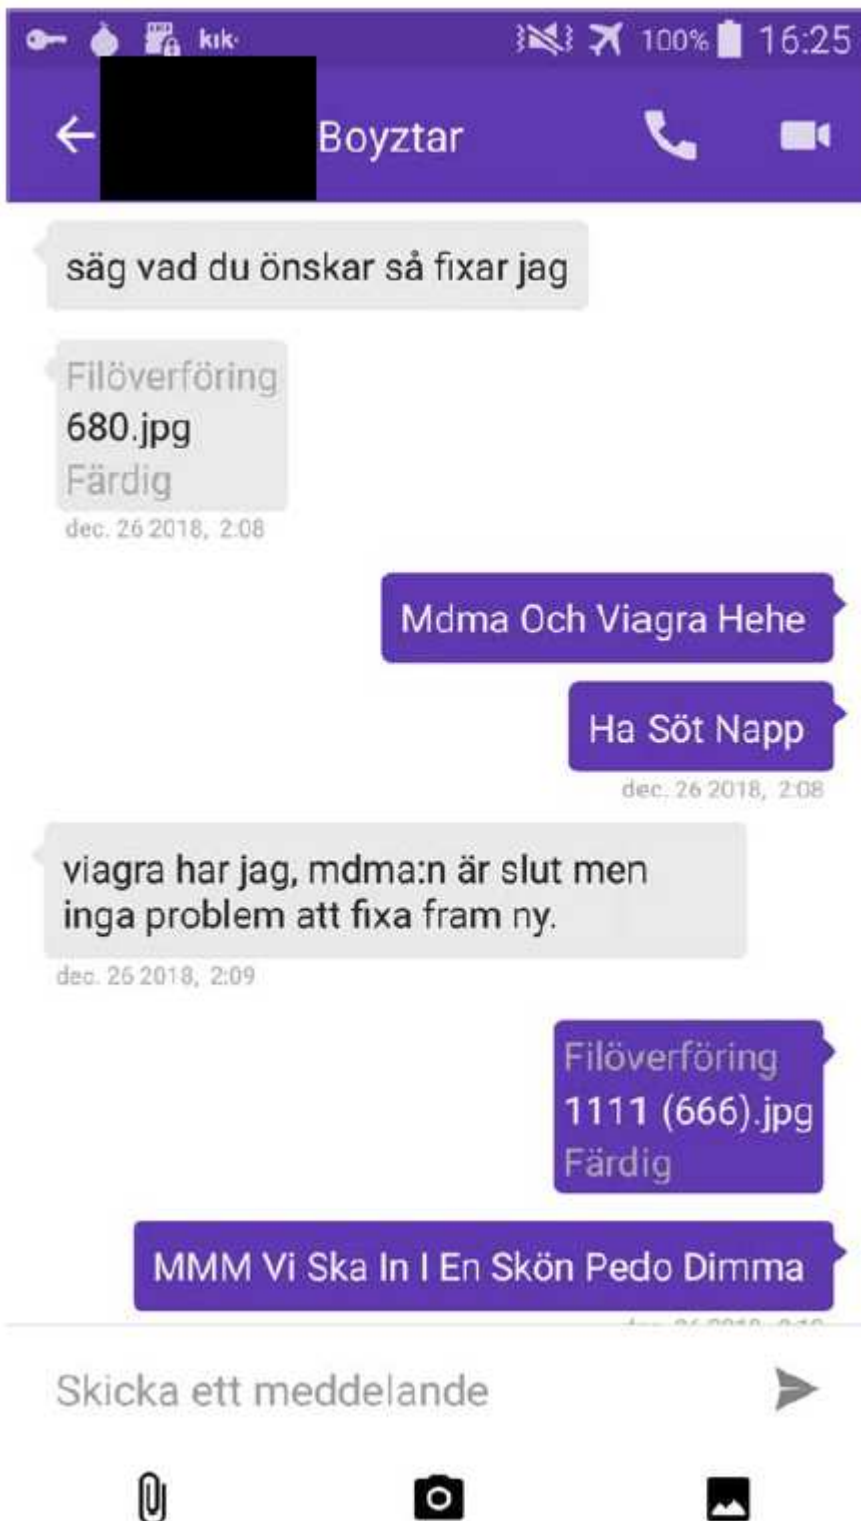 kik·
100% 16:25
Boyztar
säg vad du önskar så fixar jag
Filöverföring
680.jpg
Färdig
dec. 26 2018, 2:08
Mdma Och Viagra Hehe
Ha Söt Napp
dec. 26 2018, 2:08
viagra har jag, mdma:n är slut men
inga problem att fixa fram ny.
dec. 26 2018, 2:09
Filöverföring
1111 (666).jpg
Färdig
MMM Vi Ska In I En Skön Pedo Dimma
Skicka ett meddelande